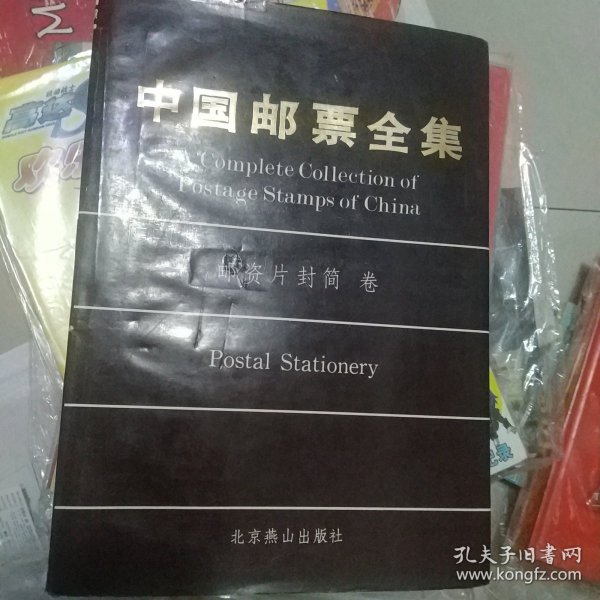 中国邮票全集
Complete Collection of
Postage Stamps of China
邮资片封简 卷
Postal Stationery
北京燕山出版社
孔夫子旧书网
www.kongfz.com